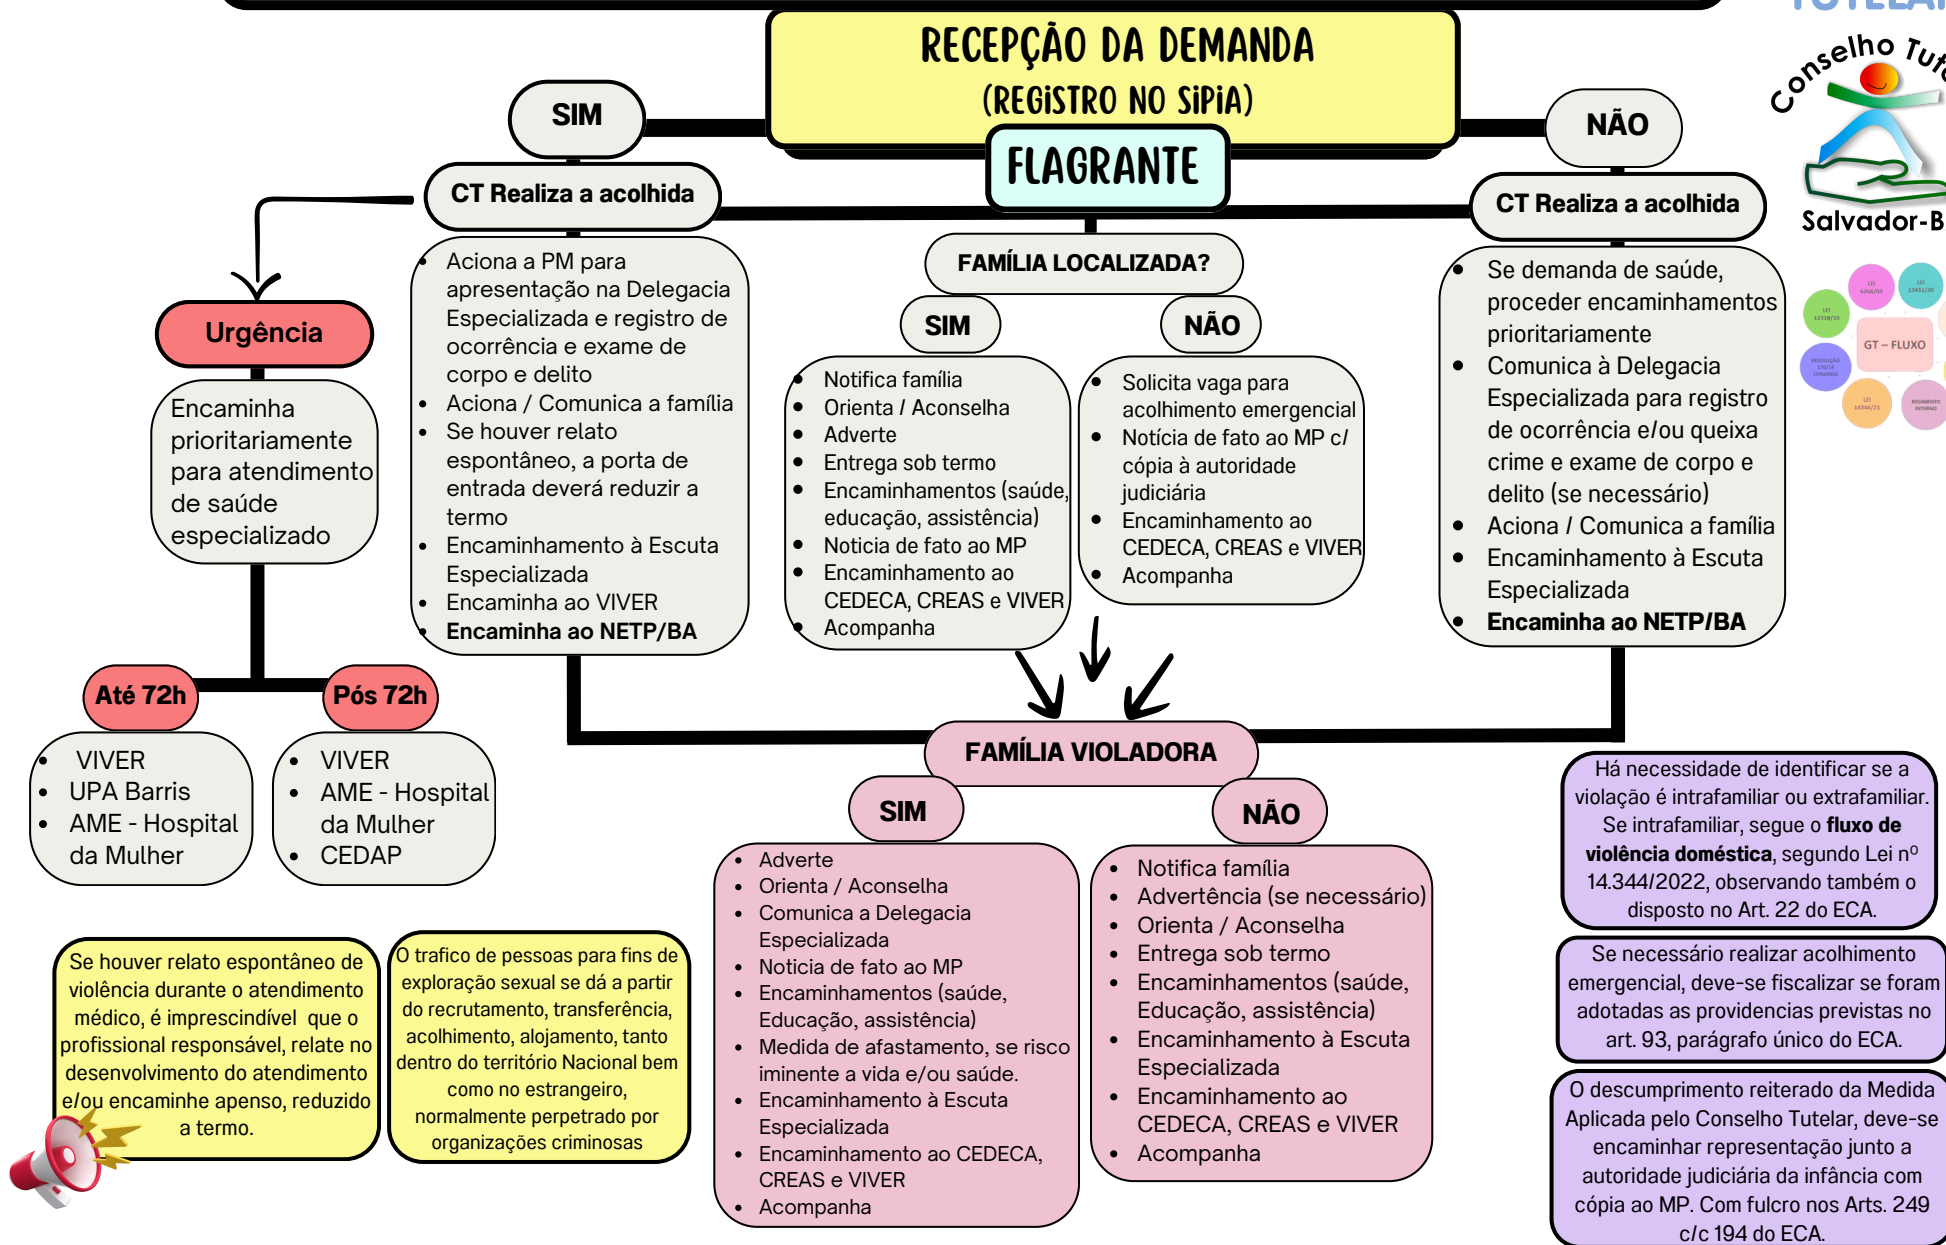 RECEPÇÃO DA DEMANDA
(REGISTRO NO SIPIA)
FLAGRANTE
SIM
NÃO
Conselho
Salvador-B
CT Realiza a acolhida
CT Realiza a acolhida
Urgência
Encaminha
prioritariamente
para atendimento
de saúde
especializado
Até 72h
Pós 72h
• VIVER
• UPA Barris
• AME - Hospital
da Mulher
• VIVER
• AME - Hospital
da Mulher
• CEDAP
• Aciona a PM para
apresentação na Delegacia
Especializada e registro de
ocorrência e exame de
corpo e delito
• Aciona / Comunica a família
• Se houver relato
espontâneo, a porta de
entrada deverá reduzir a
termo
• Encaminhamento à Escuta
Especializada
• Encaminha ao VIVER
• Encaminha ao NETP/BA
FAMÍLIA LOCALIZADA?
SIM
NÃO
• Notifica família
• Orienta / Aconselha
• Adverte
• Entrega sob termo
• Encaminhamentos (saúde,
educação, assistência)
• Noticia de fato ao MP
• Encaminhamento ao
CEDECA, CREAS e VIVER
• Acompanha
• Solicita vaga para
acolhimento emergencial
• Notícia de fato ao MP c/
cópia à autoridade
judiciária
• Encaminhamento ao
CEDECA, CREAS e VIVER
• Acompanha
• Se demanda de saúde,
proceder encaminhamentos
prioritariamente
• Comunica à Delegacia
Especializada para registro
de ocorrência e/ou queixa
crime e exame de corpo e
delito (se necessário)
• Aciona / Comunica a família
• Encaminhamento à Escuta
Especializada
• Encaminha ao NETP/BA
GT – FLUXO
LEI
12318/10
LEI
14344/21
REGIMENTO
INTERNO
FAMÍLIA VIOLADORA
SIM
NÃO
• Adverte
• Orienta / Aconselha
• Comunica a Delegacia
Especializada
• Noticia de fato ao MP
• Encaminhamentos (saúde,
Educação, assistência)
• Medida de afastamento, se risco
iminente a vida e/ou saúde.
• Encaminhamento à Escuta
Especializada
• Encaminhamento ao CEDECA,
CREAS e VIVER
• Acompanha
• Notifica família
• Advertência (se necessário)
• Orienta / Aconselha
• Entrega sob termo
• Encaminhamentos (saúde,
Educação, assistência)
• Encaminhamento à Escuta
Especializada
• Encaminhamento ao
CEDECA, CREAS e VIVER
• Acompanha
Se houver relato espontâneo de
violência durante o atendimento
médico, é imprescindível que o
profissional responsável, relate no
desenvolvimento do atendimento
e/ou encaminhe apenso, reduzido
a termo.
O trafico de pessoas para fins de
exploração sexual se dá a partir
do recrutamento, transferência,
acolhimento, alojamento, tanto
dentro do território Nacional bem
como no estrangeiro,
normalmente perpetrado por
organizações criminosas
Há necessidade de identificar se a
violação é intrafamiliar ou extrafamiliar.
Se intrafamiliar, segue o fluxo de
violência doméstica, segundo Lei nº
14.344/2022, observando também o
disposto no Art. 22 do ECA.
Se necessário realizar acolhimento
emergencial, deve-se fiscalizar se foram
adotadas as providencias previstas no
art. 93, parágrafo único do ECA.
O descumprimento reiterado da Medida
Aplicada pelo Conselho Tutelar, deve-se
encaminhar representação junto a
autoridade judiciária da infância com
cópia ao MP. Com fulcro nos Arts. 249
c/c 194 do ECA.